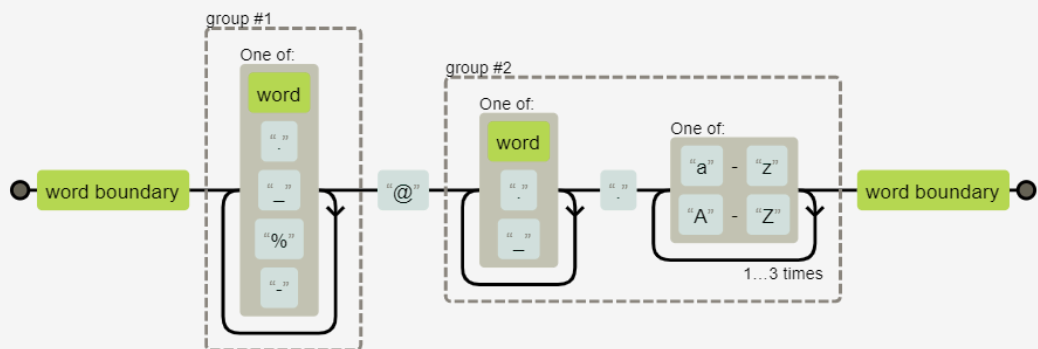 group #1
One of:
word
“.”
“_”
“%”
“-”
word boundary
“@”
group #2
One of:
word
“.”
“_”
“.”
One of:
“a” - “z”
“A” - “Z”
1...3 times
word boundary